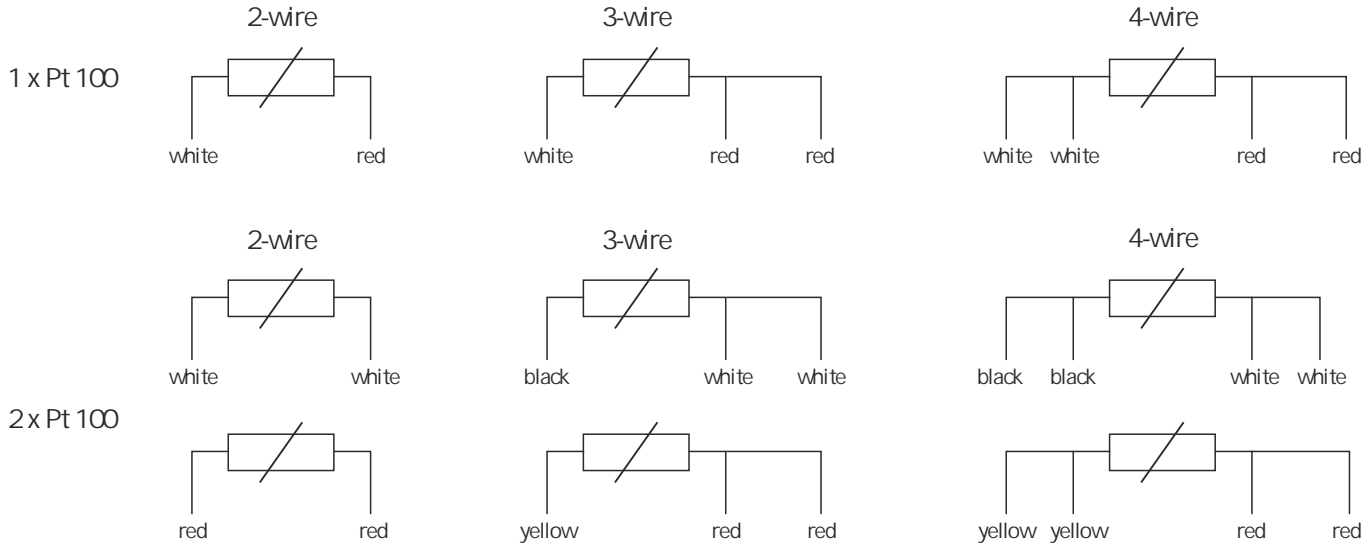 2-wire 3-wire 4-wire
1 x Pt 100
white red white red red white white red red
2-wire 3-wire 4-wire
white white black white white black black white white
2 x Pt 100
red red yellow red red yellow yellow red red